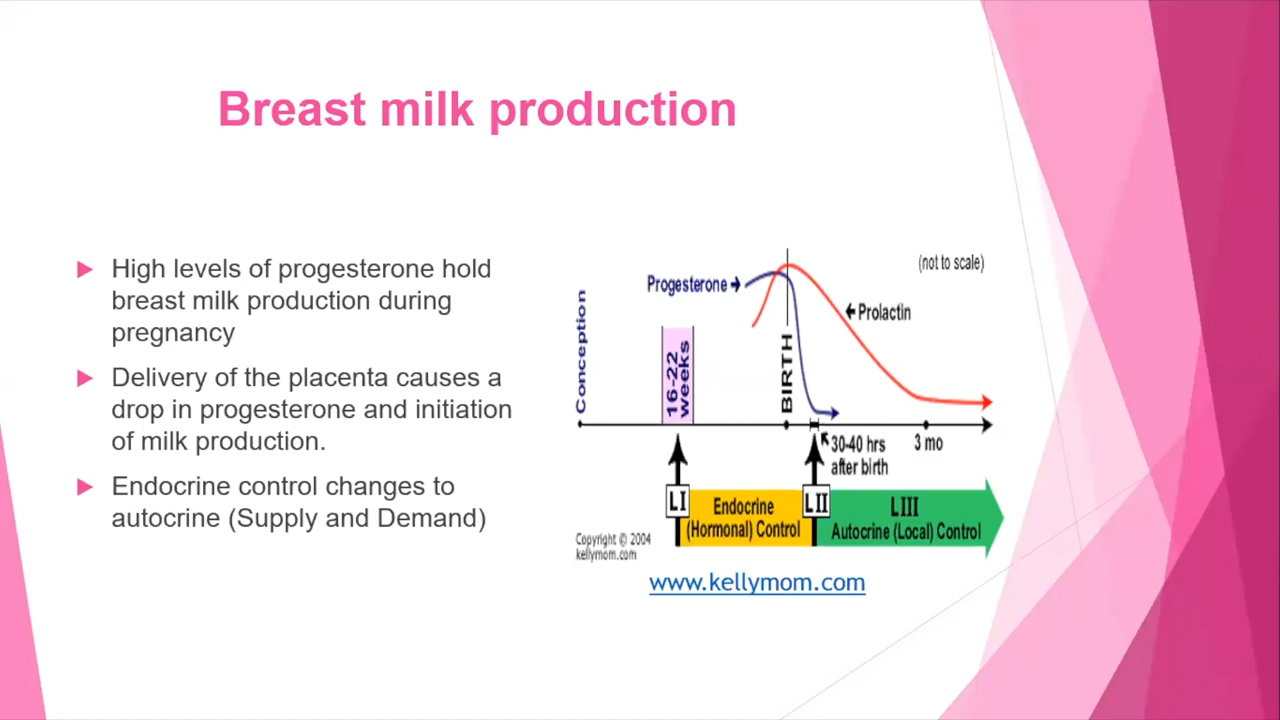 Breast milk production
High levels of progesterone hold
breast milk production during
pregnancy
Delivery of the placenta causes a
drop in progesterone and initiation
of milk production.
Endocrine control changes to
autocrine (Supply and Demand)
(not to scale)
Progesterone
Prolactin
Conception
16-22
weeks
BIRTH
30-40 hrs
after birth
3 mo
LI
Endocrine
(Hormonal) Control
LII
LIII
Autocrine (Local) Control
Copyright © 2004
kellymom.com
www.kellymom.com